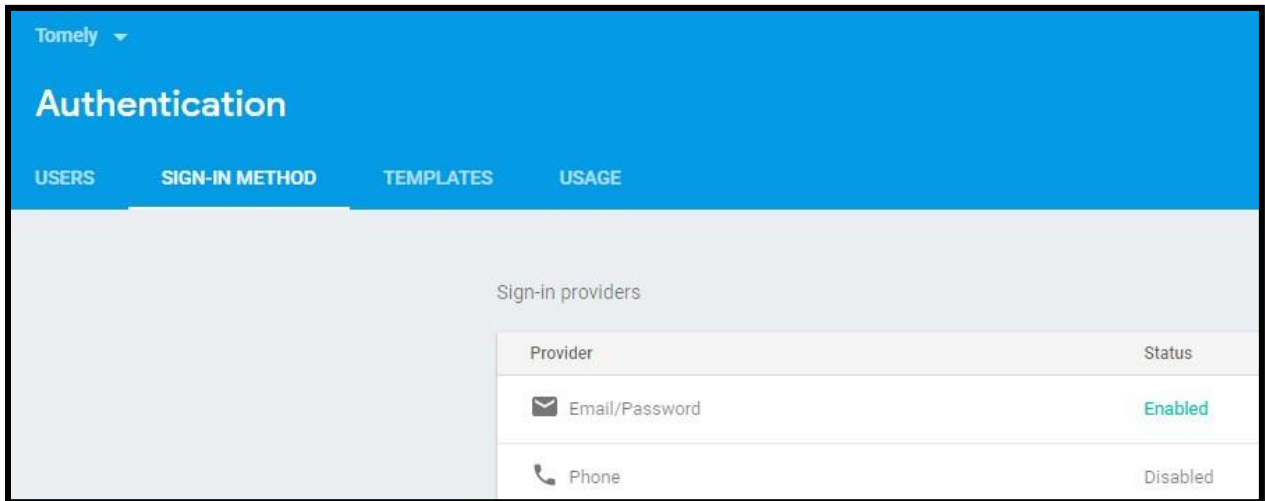 Tomely
Authentication
USERS SIGN-IN METHOD TEMPLATES USAGE
Sign-in providers
Provider Status
Email/Password Enabled
Phone Disabled